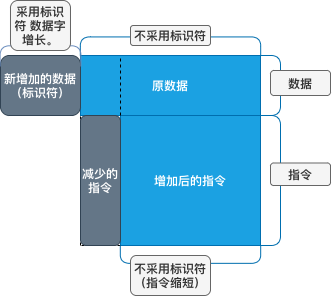 采用标识
符 数据字
增长。
不采用标识符
新增加的数据
（标识符）
原数据
数据
减少的
指令
增加后的指令
指令
不采用标识符
（指令缩短）